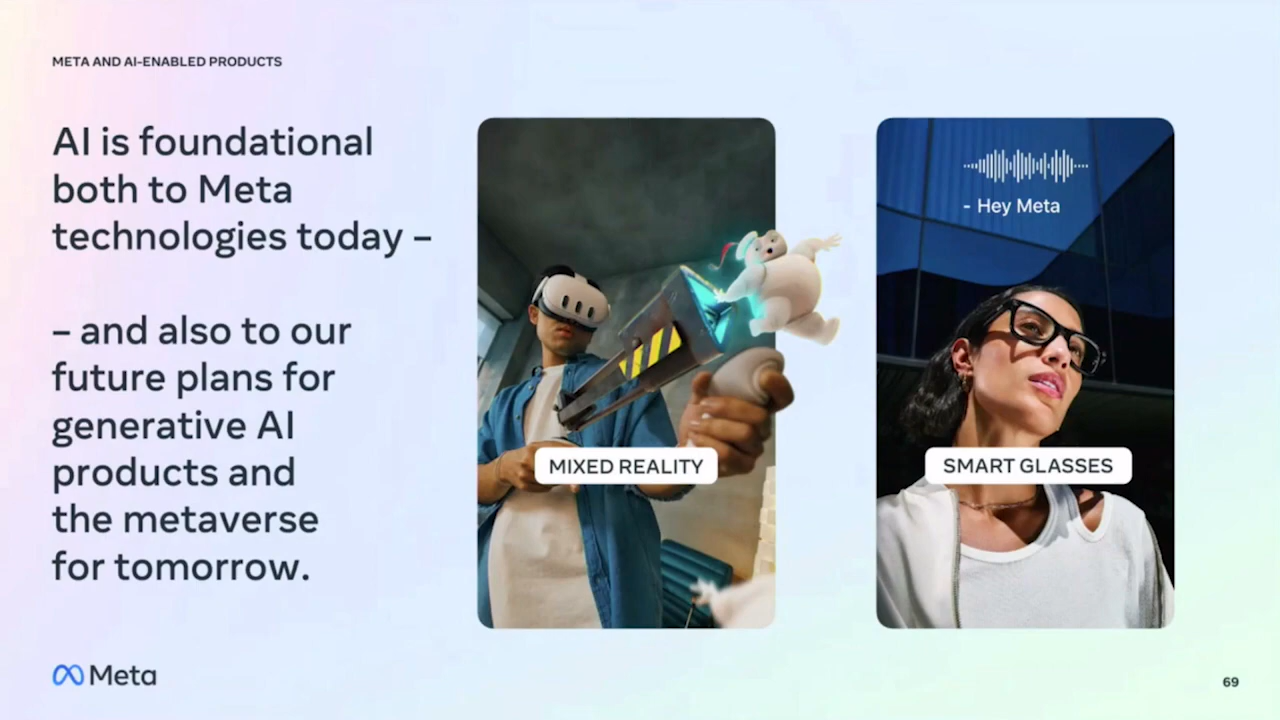 META AND AI-ENABLED PRODUCTS
AI is foundational
both to Meta
technologies today –
– and also to our
future plans for
generative AI
products and
the metaverse
for tomorrow.
MIXED REALITY
- Hey Meta
SMART GLASSES
Meta
69